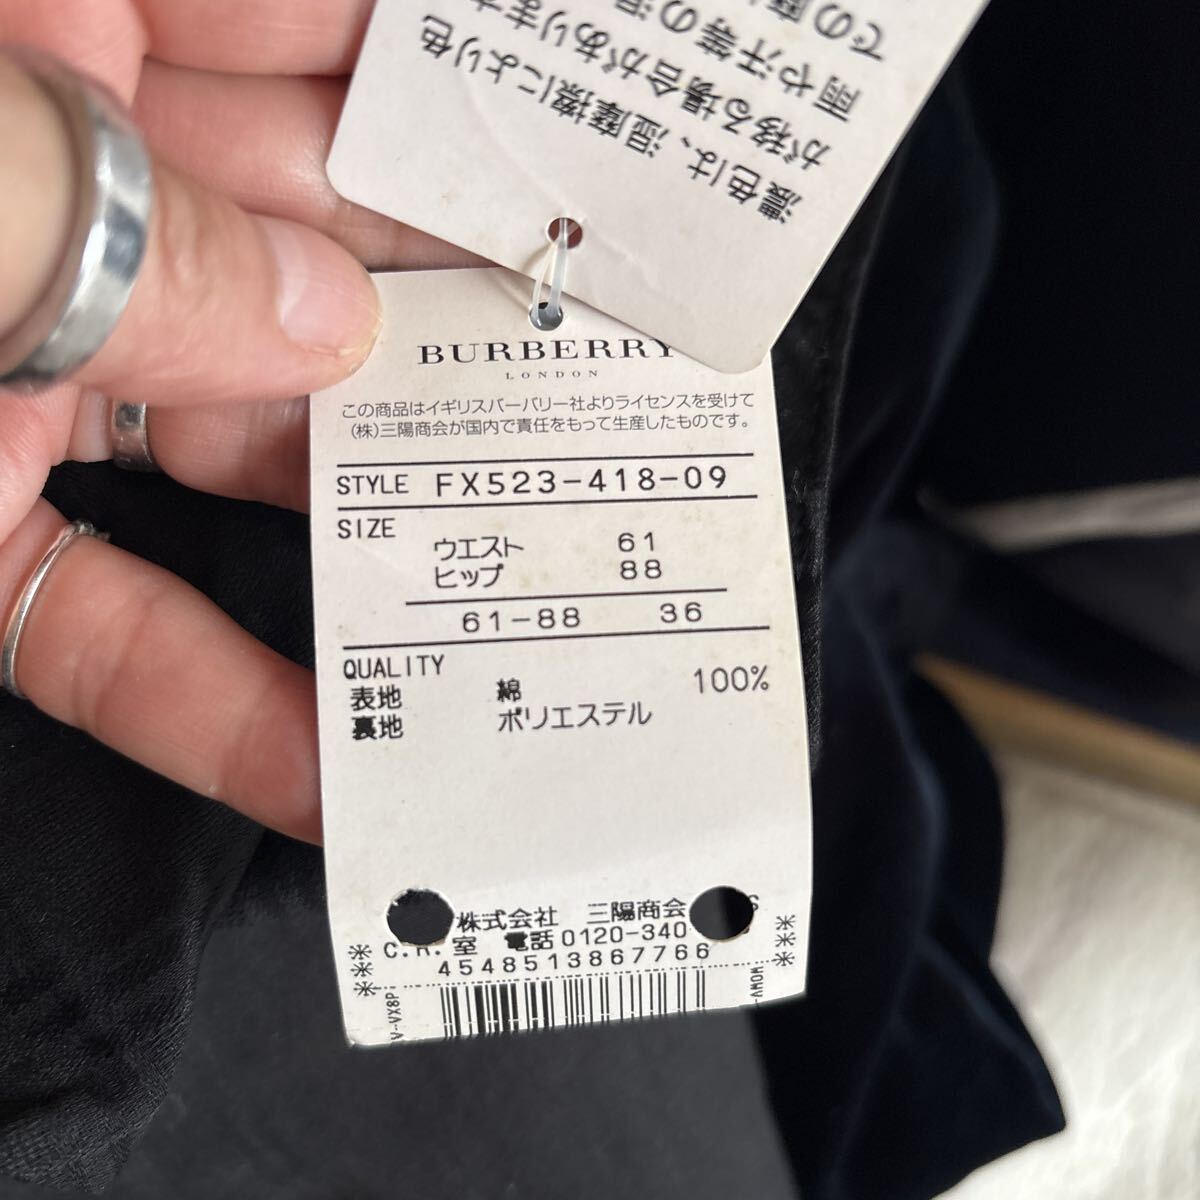 濃色は、湿摩擦により色
が移る場合があります
雨や汗等の湿
での摩
BURBERRY
LONDON
この商品はイギリスバーバリー社よりライセンスを受けて
(株)三陽商会が国内で責任をもって生産したものです。
STYLE FX523-418-09
SIZE
ウエスト 61
ヒップ 88
61-88 36
QUALITY
表地 綿 100%
裏地 ポリエステル
株式会社 三陽商会 S
C.R. 室 電話 0120-340
4548513867766